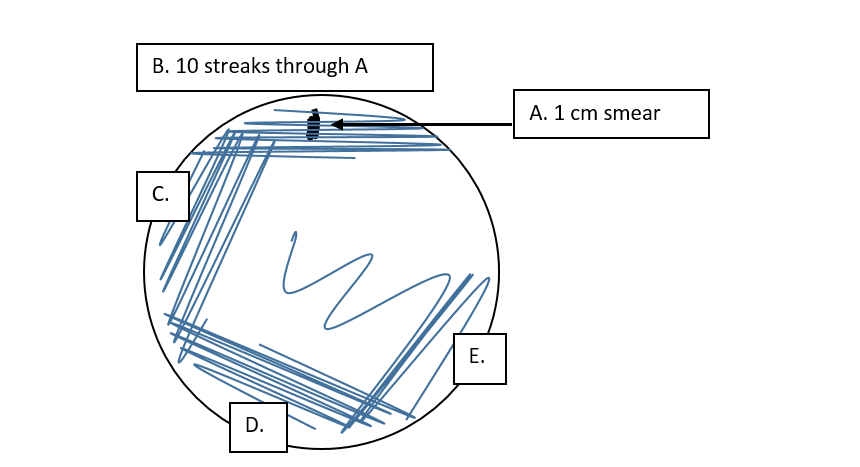 B. 10 streaks through A
A. 1 cm smear
C.
E.
D.